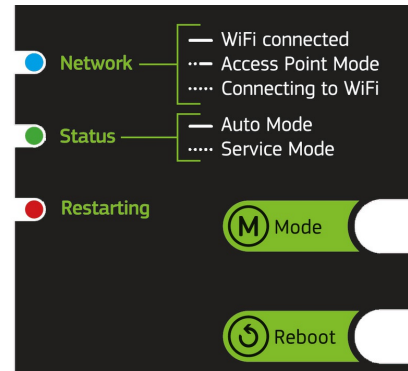 WiFi connected
Network
Access Point Mode
Connecting to WiFi
Auto Mode
Status
Service Mode
Restarting
M Mode
Reboot